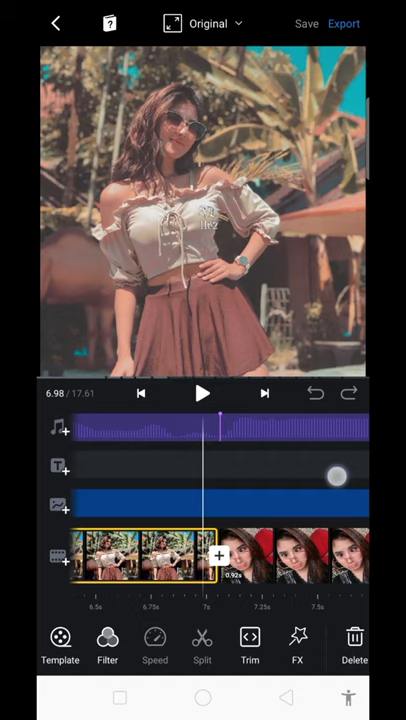 Original
Save
Export
6.98 / 17.61
0.92s
6.5s 6.75s 7s 7.25s 7.5s
Template Filter Speed Split Trim FX Delete